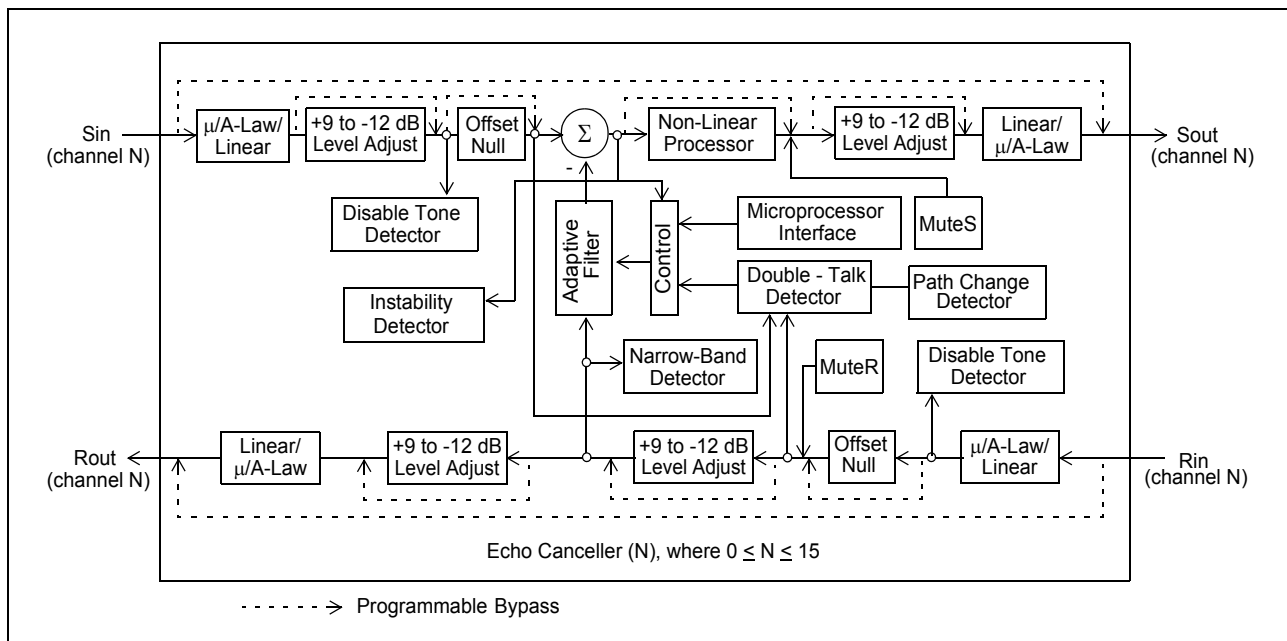 Sin
(channel N)
μ/A-Law/
Linear
+9 to -12 dB
Level Adjust
Offset
Null
Σ
-
Non-Linear
Processor
+9 to -12 dB
Level Adjust
Linear/
μ/A-Law
Sout
(channel N)
Disable Tone
Detector
Adaptive
Filter
Control
Microprocessor
Interface
MuteS
Instability
Detector
Double - Talk
Detector
Path Change
Detector
Narrow-Band
Detector
MuteR
Disable Tone
Detector
Rout
(channel N)
Linear/
μ/A-Law
+9 to -12 dB
Level Adjust
+9 to -12 dB
Level Adjust
Offset
Null
μ/A-Law/
Linear
Rin
(channel N)
Echo Canceller (N), where 0 ≤ N ≤ 15
Programmable Bypass